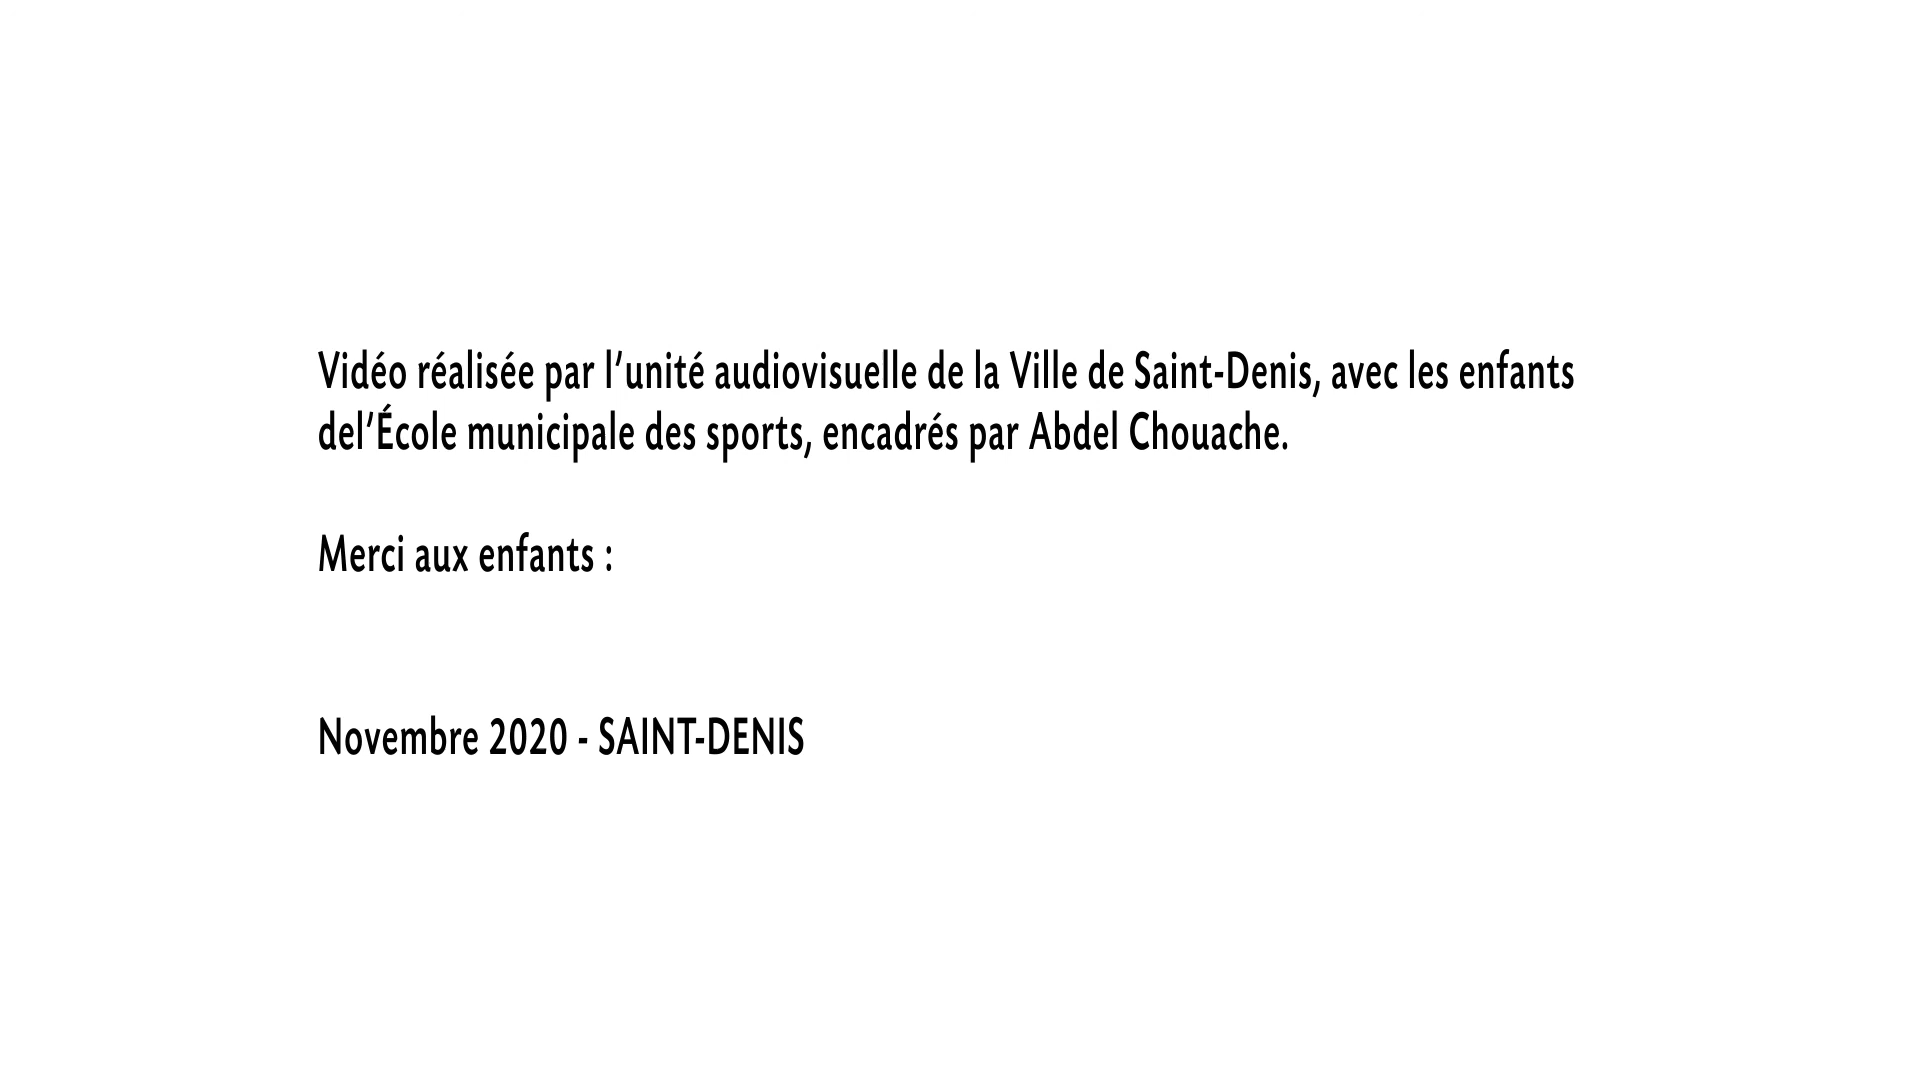 Vidéo réalisée par l’unité audiovisuelle de la Ville de Saint-Denis, avec les enfants
del’École municipale des sports, encadrés par Abdel Chouache.
Merci aux enfants :
Novembre 2020 - SAINT-DENIS